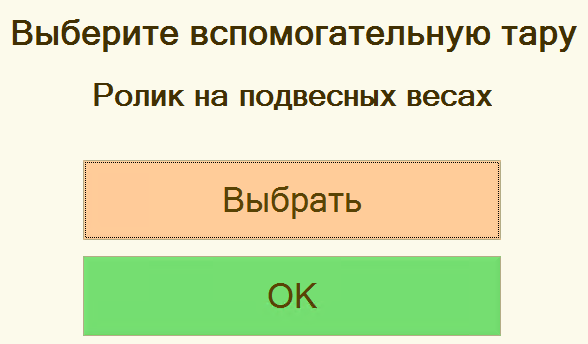 Выберите вспомогательную тару
Ролик на подвесных весах
Выбрать
OK